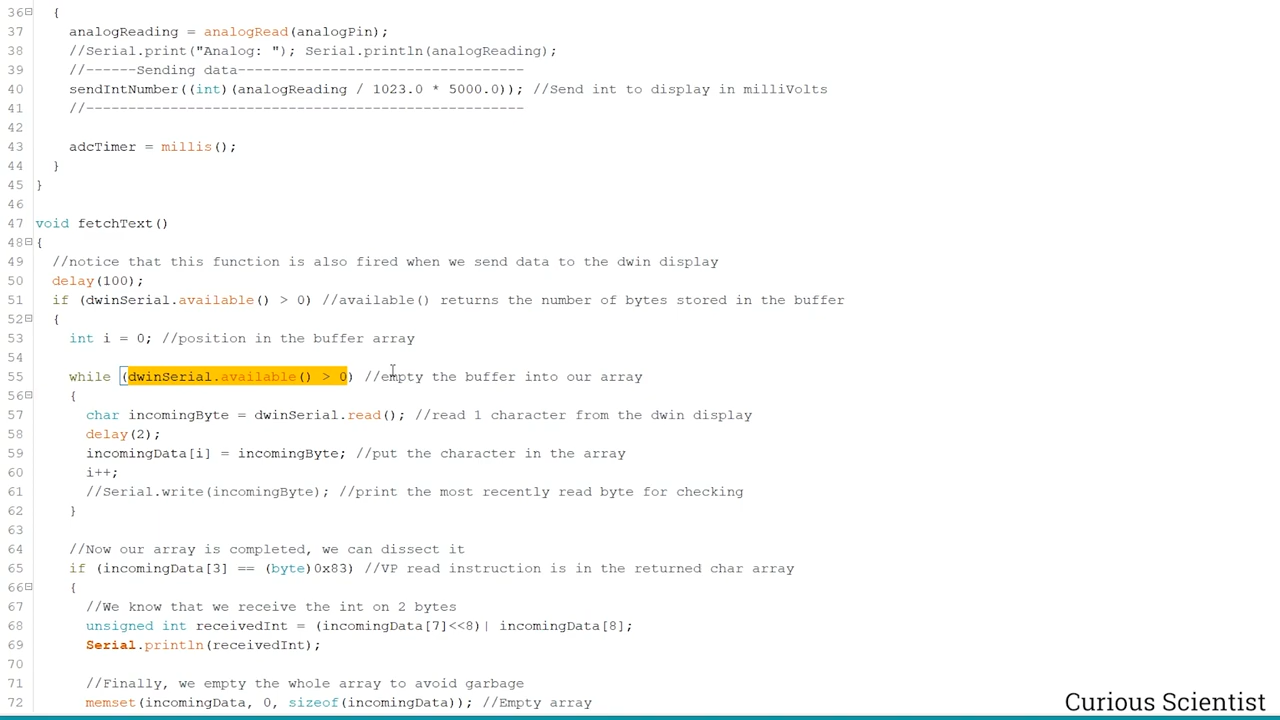 36 {
37 analogReading = analogRead(analogPin);
38 //Serial.print("Analog: "); Serial.println(analogReading);
39 //------Sending data----------------------------------
40 sendIntNumber((int)(analogReading / 1023.0 * 5000.0)); //Send int to display in milliVolts
41 //----------------------------------------------------
42
43 adcTimer = millis();
44 }
45 }
46
47 void fetchText()
48 {
49 //notice that this function is also fired when we send data to the dwin display
50 delay(100);
51 if (dwinSerial.available() > 0) //available() returns the number of bytes stored in the buffer
52 {
53 int i = 0; //position in the buffer array
54
55 while (dwinSerial.available() > 0) //empty the buffer into our array
56 {
57 char incomingByte = dwinSerial.read(); //read 1 character from the dwin display
58 delay(2);
59 incomingData[i] = incomingByte; //put the character in the array
60 i++;
61 //Serial.write(incomingByte); //print the most recently read byte for checking
62 }
63
64 //Now our array is completed, we can dissect it
65 if (incomingData[3] == (byte)0x83) //VP read instruction is in the returned char array
66 {
67 //We know that we receive the int on 2 bytes
68 unsigned int receivedInt = (incomingData[7]<<8)| incomingData[8];
69 Serial.println(receivedInt);
70
71 //Finally, we empty the whole array to avoid garbage
72 memset(incomingData, 0, sizeof(incomingData)); //Empty array
Curious Scientist